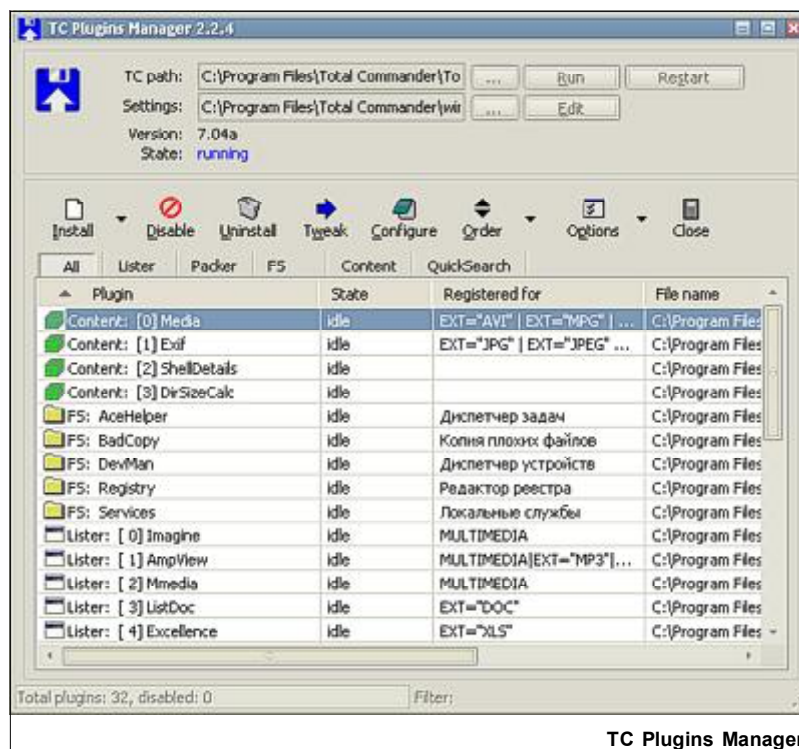 TC Plugins Manager 2.2.4
TC path: C:\Program Files\Total Commander\To ... Run Restart
Settings: C:\Program Files\Total Commander\wir ... Edit
Version: 7.04a
State: running
Install Disable Uninstall Tweak Configure Order Options Close
All Lister Packer FS Content QuickSearch
Plugin State Registered for File name
Content: [0] Media idle EXT="AVI" | EXT="MPG" | ... C:\Program Files
Content: [1] Exif idle EXT="JPG" | EXT="JPEG" ... C:\Program Files
Content: [2] ShellDetails idle C:\Program Files
Content: [3] DirSizeCalc idle C:\Program Files
FS: AceHelper idle Диспетчер задач C:\Program Files
FS: BadCopy idle Копия плохих файлов C:\Program Files
FS: DevMan idle Диспетчер устройств C:\Program Files
FS: Registry idle Редактор реестра C:\Program Files
FS: Services idle Локальные службы C:\Program Files
Lister: [ 0] Imagine idle MULTIMEDIA C:\Program Files
Lister: [ 1] AmpView idle MULTIMEDIA|EXT="MP3"|... C:\Program Files
Lister: [ 2] Mmedia idle MULTIMEDIA C:\Program Files
Lister: [ 3] ListDoc idle EXT="DOC" C:\Program Files
Lister: [ 4] Excellence idle EXT="XLS" C:\Program Files
Total plugins: 32, disabled: 0 Filter:
TC Plugins Manager